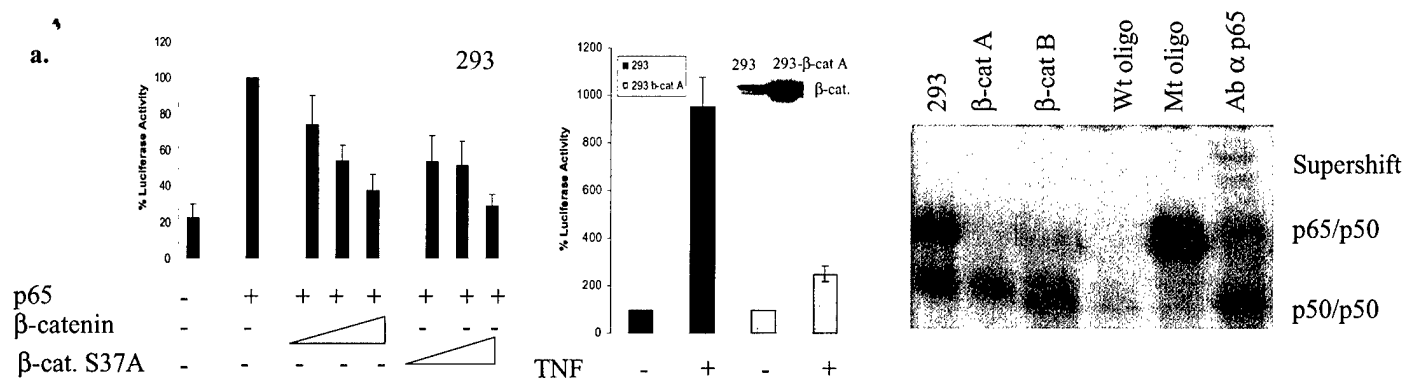 a.
293
% Luciferase Activity
120
100
80
60
40
20
0
p65 - + + + + + + +
β-catenin - - - - -
β-cat. S37A - - - - -
1200
1000
800
600
400
200
0
% Luciferase Activity
293
293 b-cat A
293 293-β-cat A
β-cat.
TNF - + - +
293
β-cat A
β-cat B
Wt oligo
Mt oligo
Ab α p65
Supershift
p65/p50
p50/p50